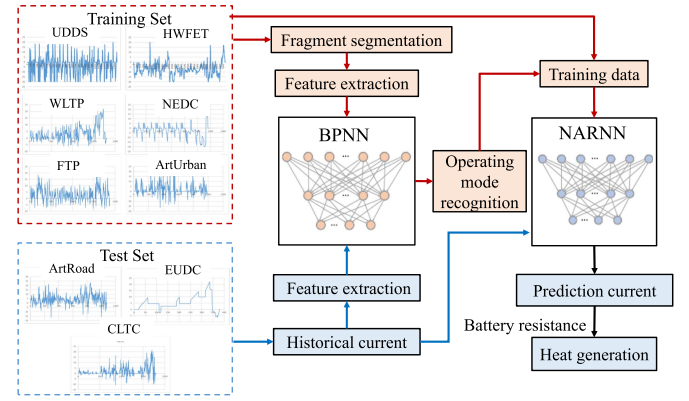 Training Set
UDDS
HWFET
WLTP
NEDC
FTP
ArtUrban
Fragment segmentation
Feature extraction
BPNN
...
...
...
Operating
mode
recognition
Training data
NARNN
...
...
...
Test Set
ArtRoad
EUDC
CLTC
Feature extraction
Historical current
Prediction current
Battery resistance
Heat generation